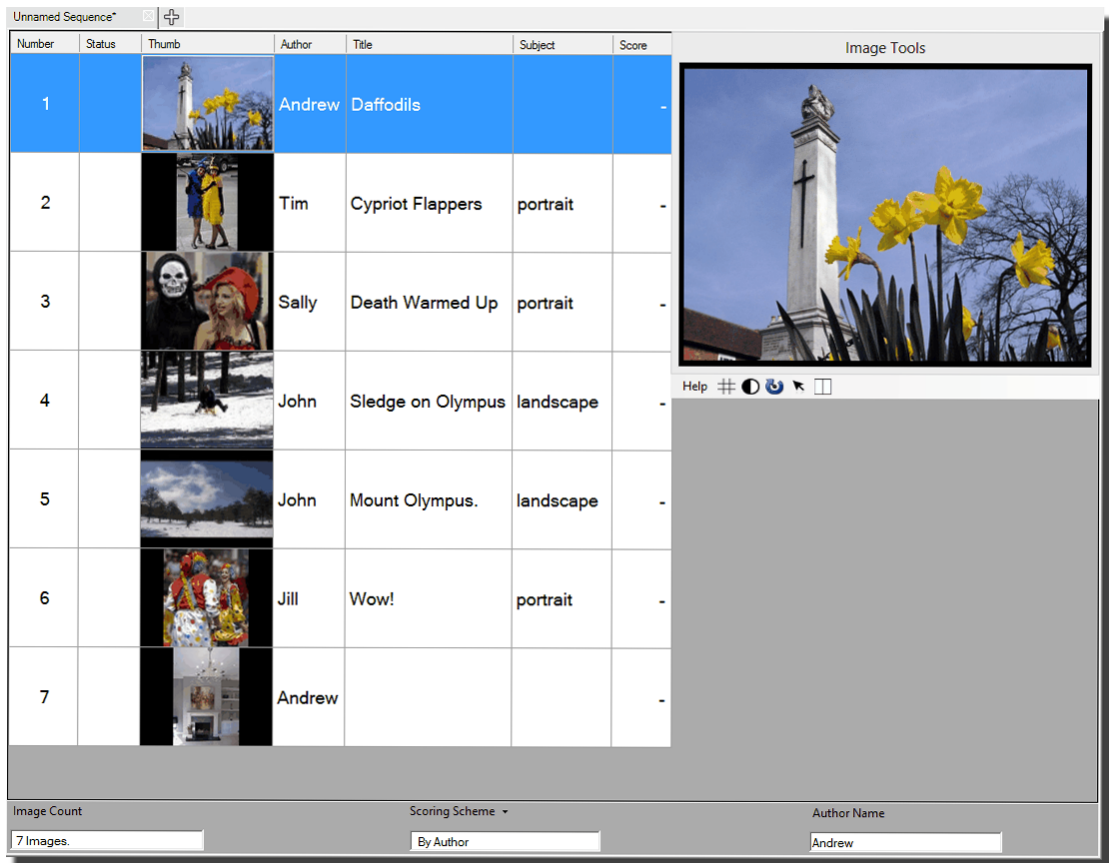 Unnamed Sequence*
Number Status Thumb Author Title Subject Score
Image Tools
1 Andrew Daffodils -
2 Tim Cypriot Flappers portrait -
3 Sally Death Warmed Up portrait -
Help
4 John Sledge on Olympus landscape -
5 John Mount Olympus. landscape -
6 Jill Wow! portrait -
7 Andrew -
Image Count Scoring Scheme Author Name
7 Images. By Author Andrew